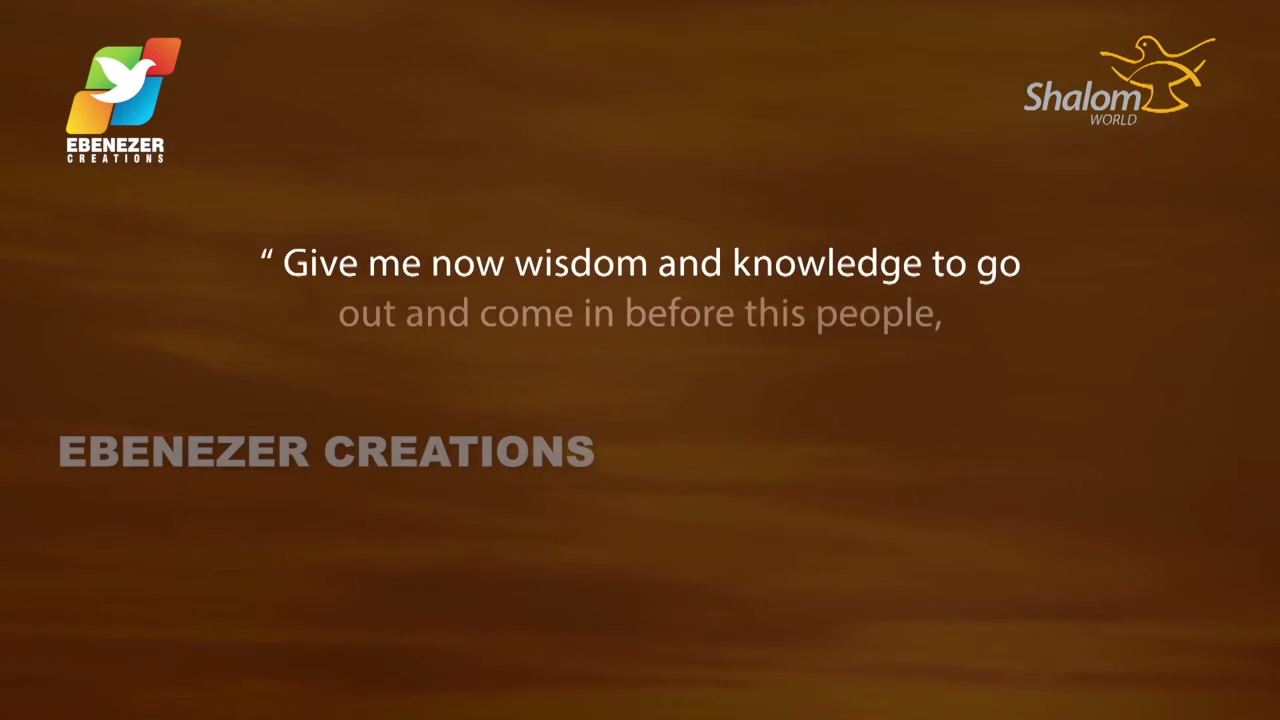 EBENEZER
CREATIONS
Shalom
WORLD
“ Give me now wisdom and knowledge to go
out and come in before this people,
EBENEZER CREATIONS